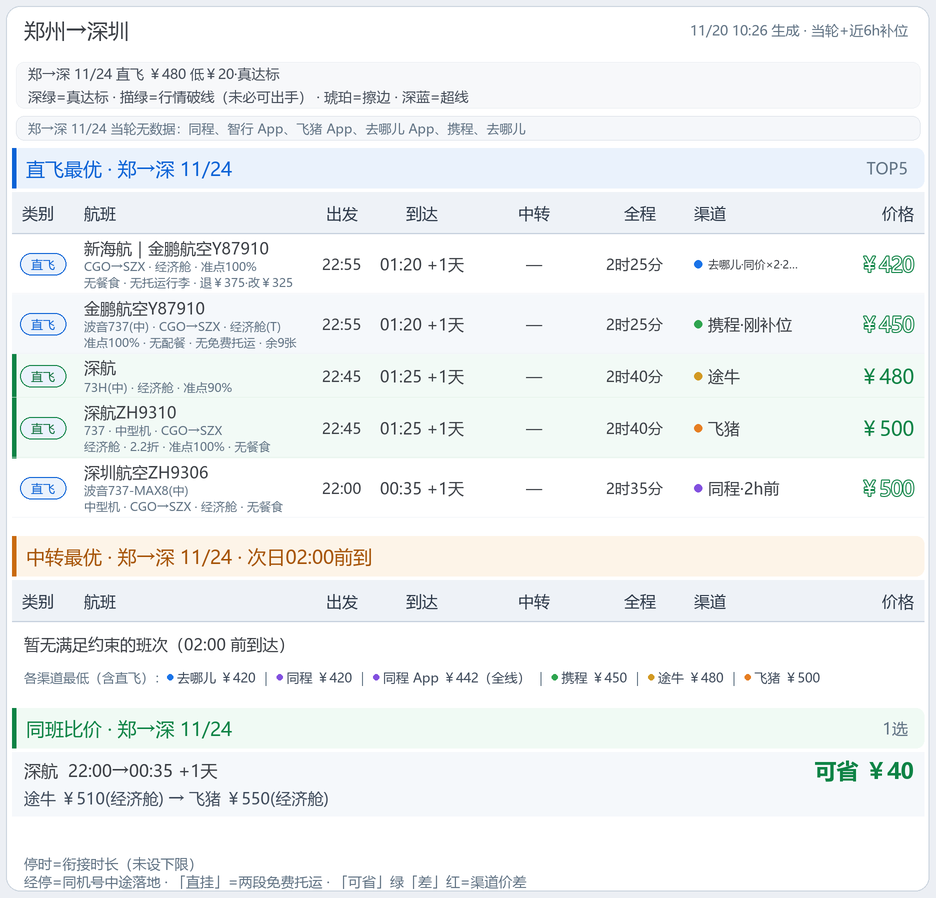 郑州→深圳
11/20 10:26 生成 · 当轮+近6h补位
郑→深 11/24 直飞 ￥480 低￥20·真达标
深绿=真达标 · 描绿=行情破线（未必可出手） · 琥珀=擦边 · 深蓝=超线
郑→深 11/24 当轮无数据：同程、智行 App、飞猪 App、去哪儿 App、携程、去哪儿
直飞最优 · 郑→深 11/24
TOP5
类别 航班 出发 到达 中转 全程 渠道 价格
新海航｜金鹏航空Y87910
直飞 CGO→SZX · 经济舱 · 准点100% 22:55 01:20 +1天 — 2时25分 去哪儿·同价×2·2... ￥420
无餐食 · 无托运行李 · 退￥375·改￥325
金鹏航空Y87910
直飞 波音737(中) · CGO→SZX · 经济舱(T) 22:55 01:20 +1天 — 2时25分 携程·刚补位 ￥450
准点100% · 无配餐 · 无免费托运 · 余9张
深航
直飞 22:45 01:25 +1天 — 2时40分 途牛 ￥480
73H(中) · 经济舱 · 准点90%
深航ZH9310
直飞 737 · 中型机 · CGO→SZX 22:45 01:25 +1天 — 2时40分 飞猪 ￥500
经济舱 · 2.2折 · 准点100% · 无餐食
深圳航空ZH9306
直飞 波音737-MAX8(中) 22:00 00:35 +1天 — 2时35分 同程·2h前 ￥500
中型机 · CGO→SZX · 经济舱 · 无餐食
中转最优 · 郑→深 11/24 · 次日02:00前到
类别 航班 出发 到达 中转 全程 渠道 价格
暂无满足约束的班次（02:00 前到达）
各渠道最低（含直飞）: 去哪儿 ￥420 | 同程 ￥420 | 同程 App ￥442（全线） | 携程 ￥450 | 途牛 ￥480 | 飞猪 ￥500
同班比价 · 郑→深 11/24
1选
深航 22:00→00:35 +1天
可省 ￥40
途牛 ￥510(经济舱) → 飞猪 ￥550(经济舱)
停时=衔接时长（未设下限）
经停=同机号中途落地 · 「直挂」=两段免费托运 · 「可省」绿「差」红=渠道价差